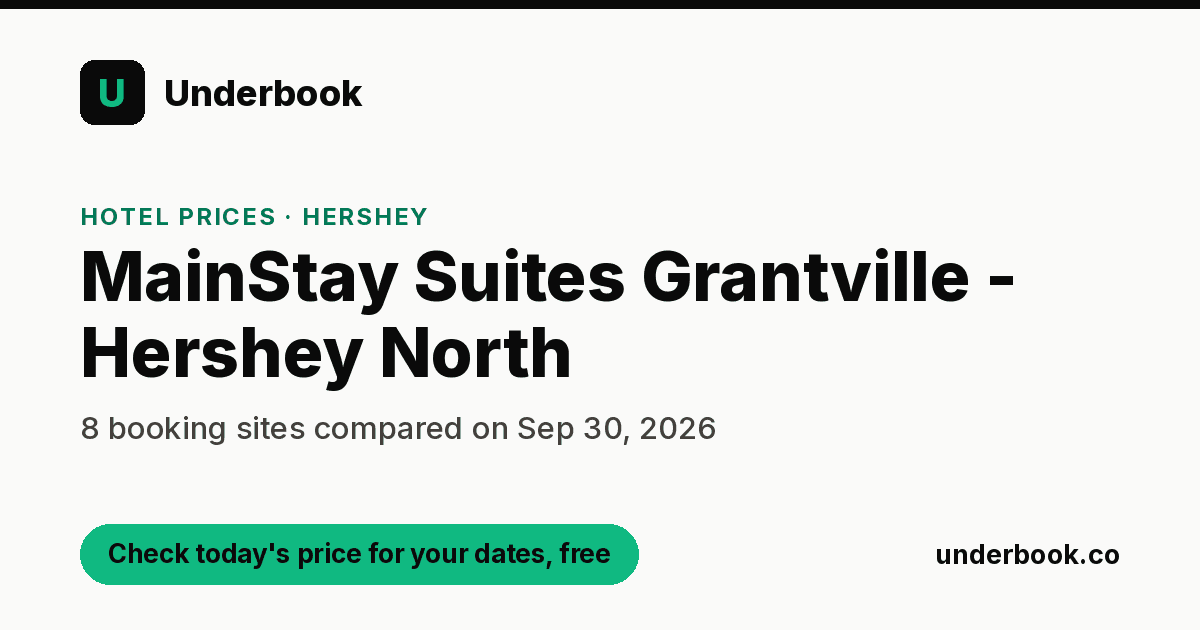 U
Underbook
HOTEL PRICES · HERSHEY
MainStay Suites Grantville -
Hershey North
8 booking sites compared on Sep 30, 2026
Check today's price for your dates, free
underbook.co